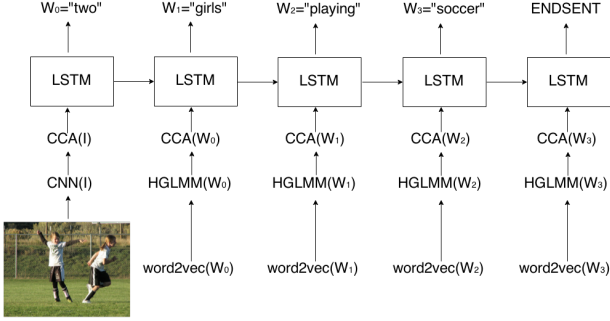 W₀="two" W₁="girls" W₂="playing" W₃="soccer" ENDSENT
LSTM LSTM LSTM LSTM LSTM
CCA(I) CCA(W₀) CCA(W₁) CCA(W₂) CCA(W₃)
CNN(I) HGLMM(W₀) HGLMM(W₁) HGLMM(W₂) HGLMM(W₃)
word2vec(W₀) word2vec(W₁) word2vec(W₂) word2vec(W₃)